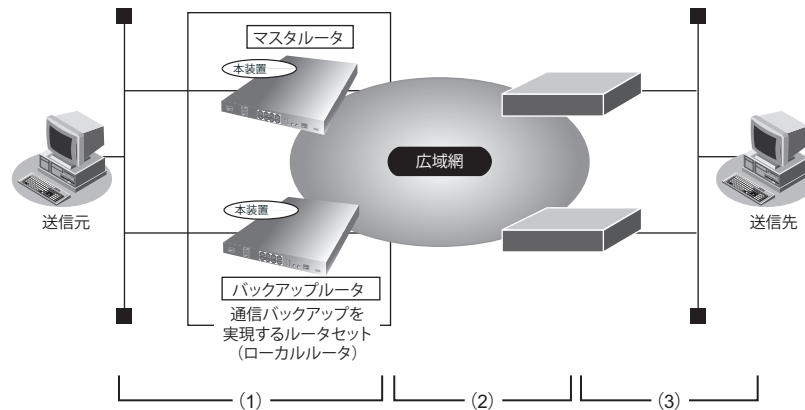 マスタルータ
本装置
広域網
送信元
送信先
本装置
バックアップルータ
通信バックアップを
実現するルータセット
（ローカルルータ）
（1）
（2）
（3）